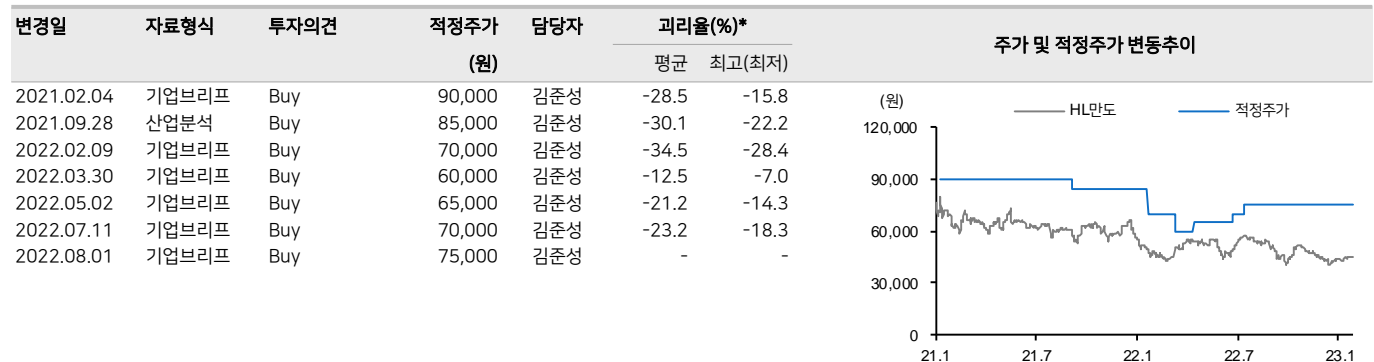 변경일 자료형식 투자의견 적정주가 담당자 괴리율(%)* 주가 및 적정주가 변동추이
(원) 평균 최고(최저)
2021.02.04 기업브리프 Buy 90,000 김준성 -28.5 -15.8
2021.09.28 산업분석 Buy 85,000 김준성 -30.1 -22.2
2022.02.09 기업브리프 Buy 70,000 김준성 -34.5 -28.4
2022.03.30 기업브리프 Buy 60,000 김준성 -12.5 -7.0
2022.05.02 기업브리프 Buy 65,000 김준성 -21.2 -14.3
2022.07.11 기업브리프 Buy 70,000 김준성 -23.2 -18.3
2022.08.01 기업브리프 Buy 75,000 김준성 - -
(원)
HL만도 적정주가
120,000
90,000
60,000
30,000
0
21.1 21.7 22.1 22.7 23.1